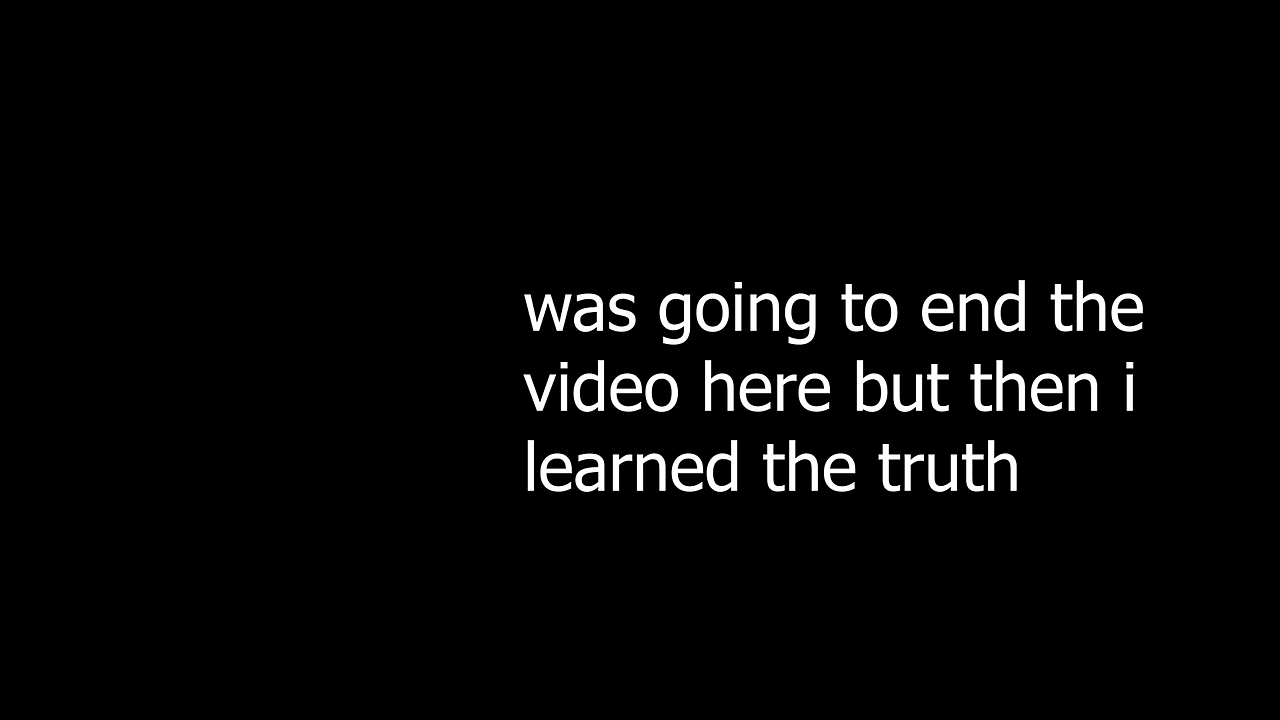 was going to end the
video here but then i
learned the truth